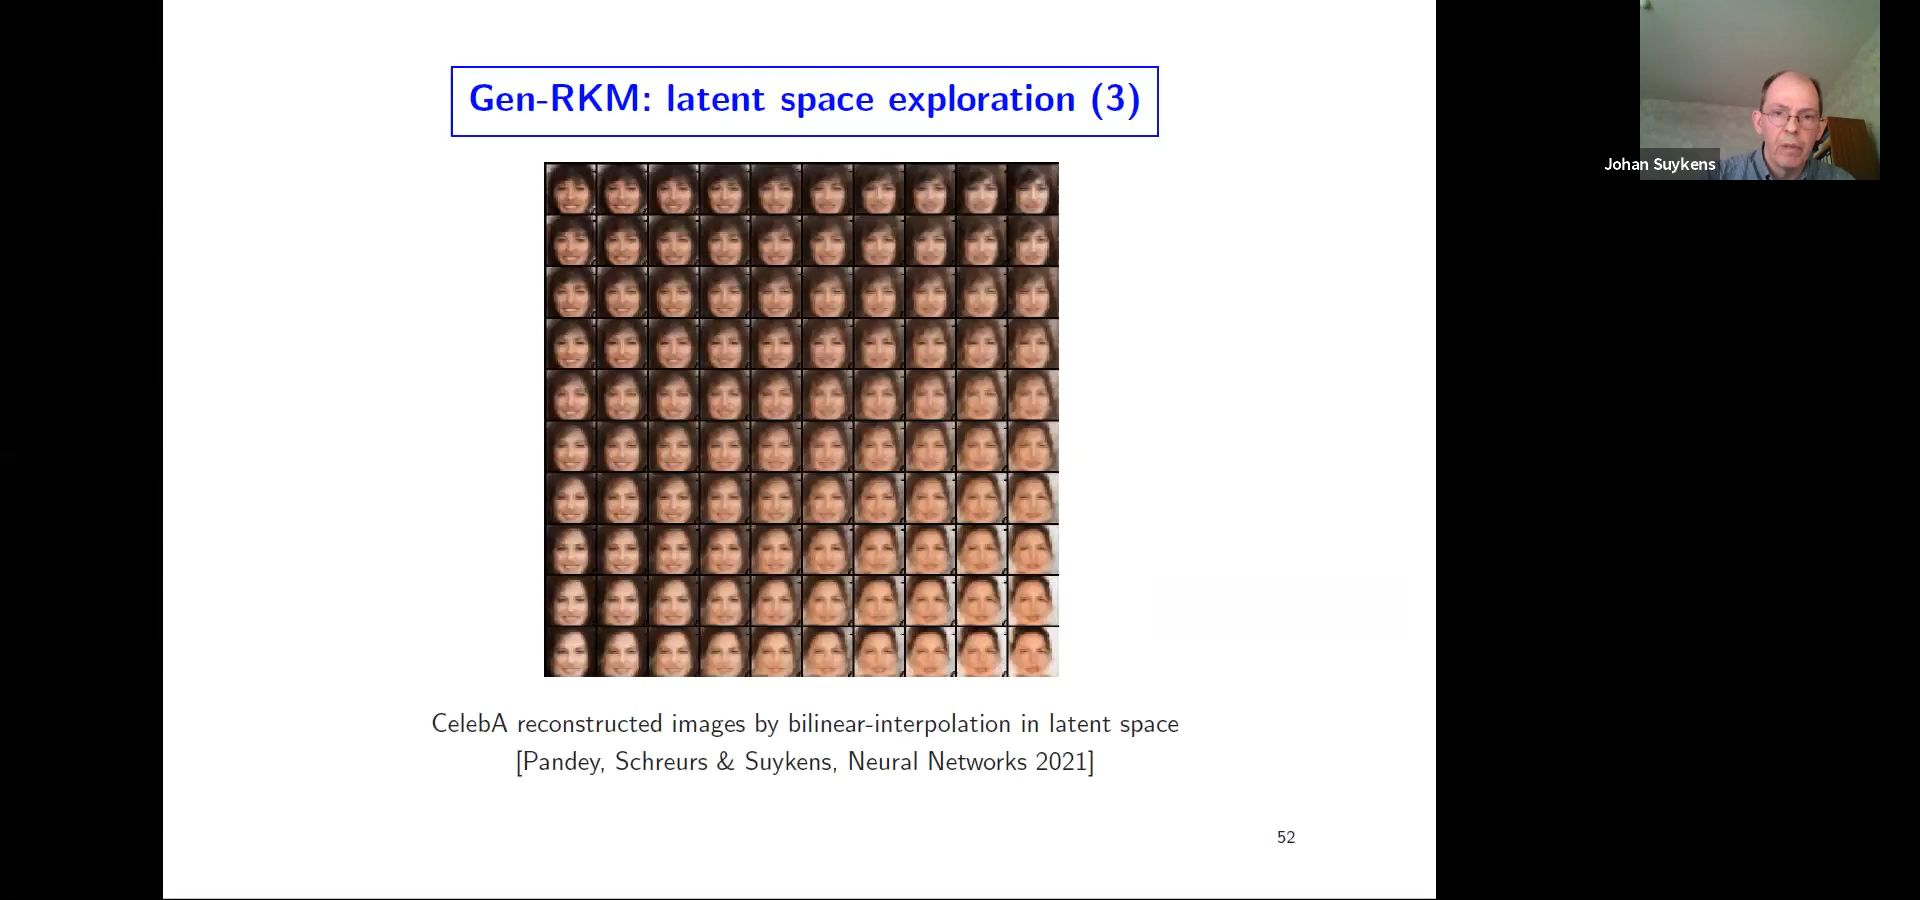 Gen-RKM: latent space exploration (3)
Johan Suykens
CelebA reconstructed images by bilinear-interpolation in latent space
[Pandey, Schreurs & Suykens, Neural Networks 2021]
52